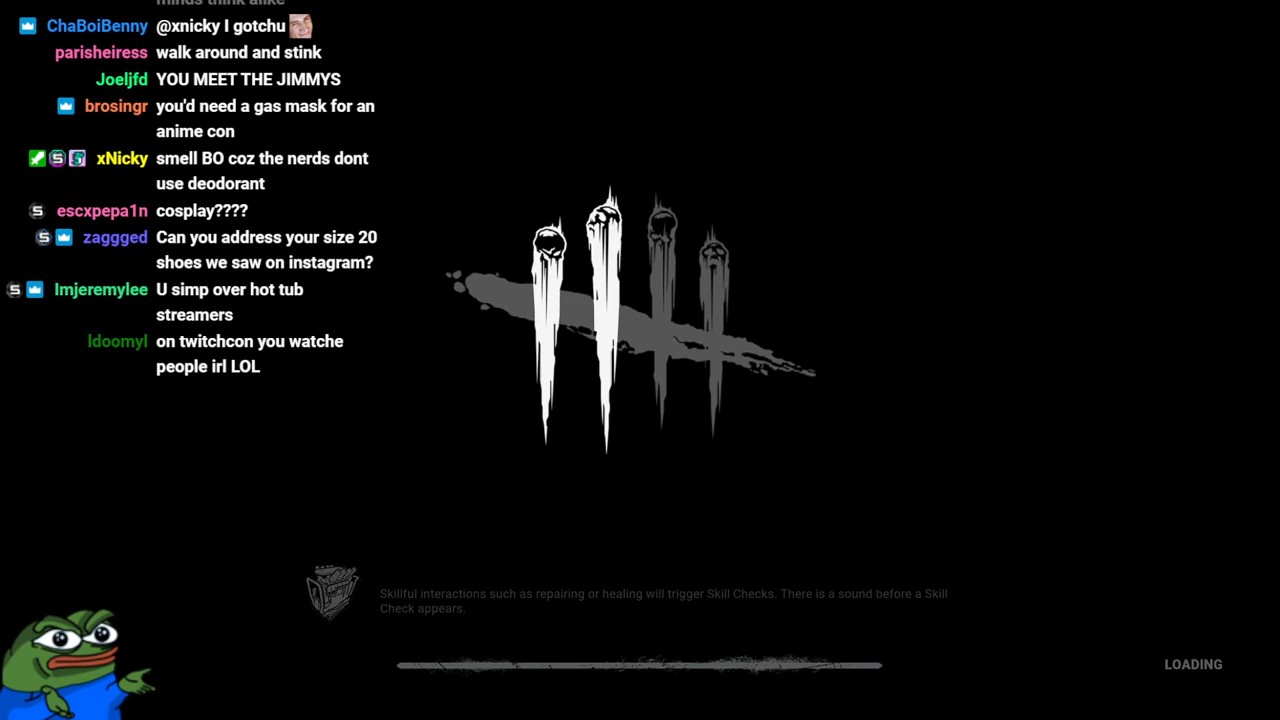 minds think alike
ChaBoiBenny @xnicky I gotchu
parisheiress walk around and stink
Joeljfd YOU MEET THE JIMMYS
brosingr you'd need a gas mask for an
anime con
xNicky smell BO coz the nerds dont
use deodorant
escxpepa1n cosplay????
zaggged Can you address your size 20
shoes we saw on instagram?
Imjeremylee U simp over hot tub
streamers
ldoomyl on twitchcon you watche
people irl LOL
Skillful interactions such as repairing or healing will trigger Skill Checks. There is a sound before a Skill
Check appears.
LOADING